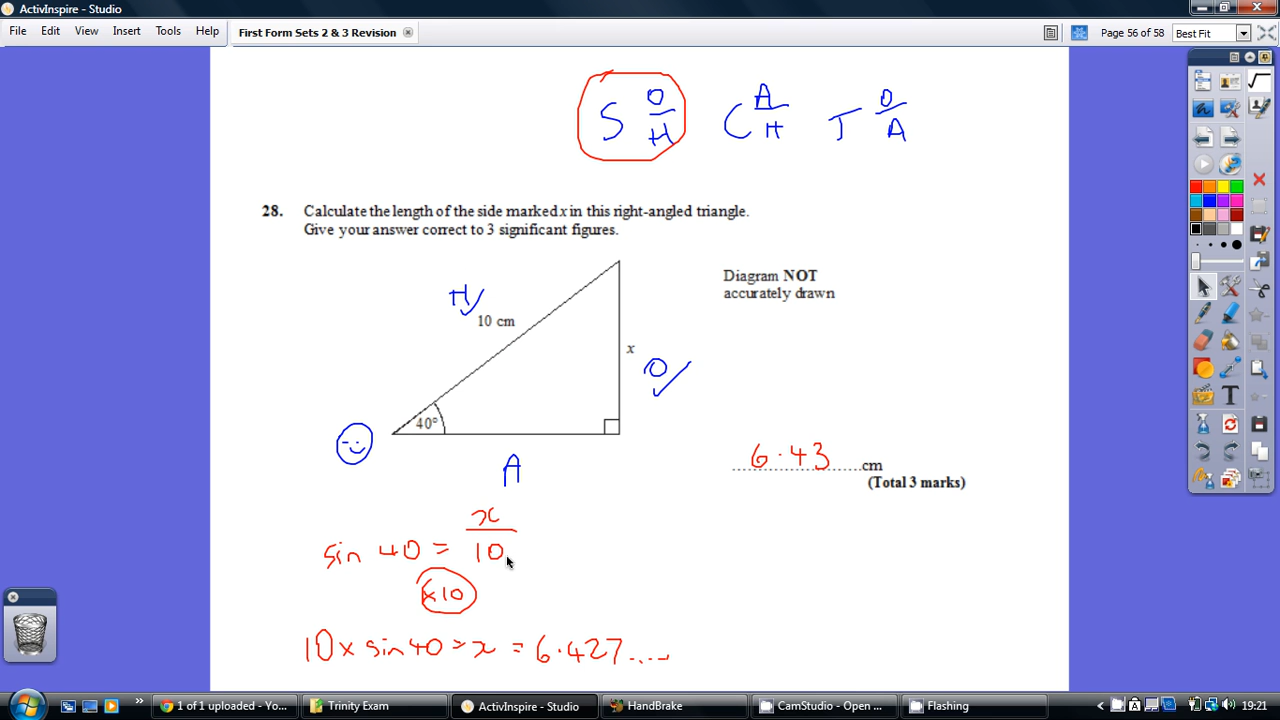 ActivInspire - Studio
File Edit View Insert Tools Help
First Form Sets 2 & 3 Revision
Page 56 of 58
Best Fit
S O/H C A/H T O/A
28. Calculate the length of the side marked x in this right-angled triangle.
Give your answer correct to 3 significant figures.
Diagram NOT
accurately drawn
H
10 cm
x
O
40°
A
6.43 cm
(Total 3 marks)
sin 40 = x/10
×10
10 × sin 40 = x = 6.427.....
1 of 1 uploaded - Yo...
Trinity Exam
ActivInspire - Studio
HandBrake
CamStudio - Open ...
Flashing
19:21